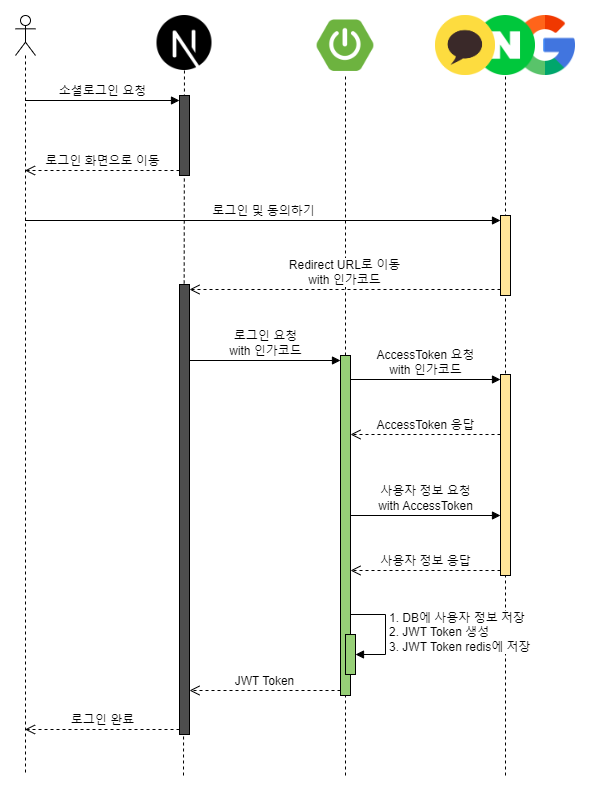 N
N
G
소셜로그인 요청
로그인 화면으로 이동
로그인 및 동의하기
Redirect URL로 이동
with 인가코드
로그인 요청
with 인가코드
AccessToken 요청
with 인가코드
AccessToken 응답
사용자 정보 요청
with AccessToken
사용자 정보 응답
1. DB에 사용자 정보 저장
2. JWT Token 생성
3. JWT Token redis에 저장
JWT Token
로그인 완료